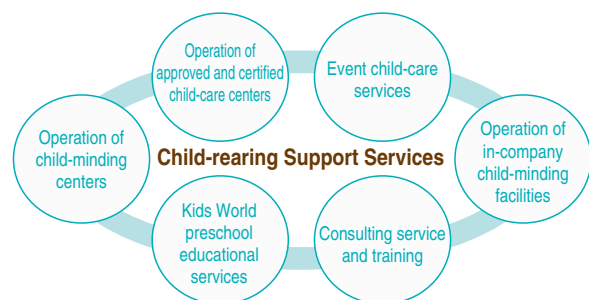 Operation of
approved and certified
child-care centers
Event child-care
services
Operation of
child-minding
centers
Child-rearing Support Services
Operation of
in-company
child-minding
facilities
Kids World
preschool
educational
services
Consulting service
and training